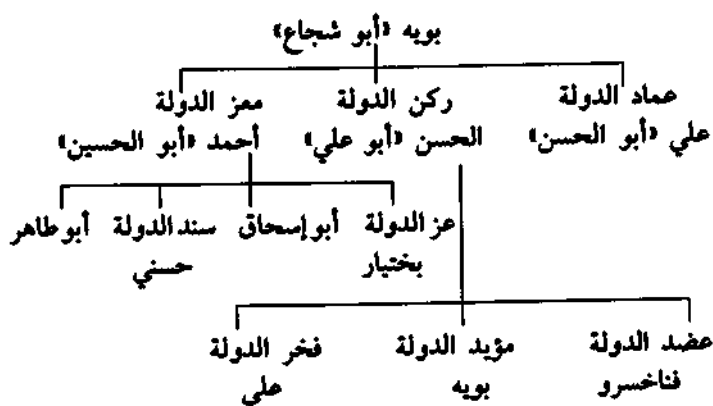 بويه «أبو شجاع»
عماد الدولة ركن الدولة معز الدولة
علي «أبو الحسن» الحسن «أبو علي» أحمد «أبو الحسين»
عز الدولة أبو إسحاق سند الدولة أبو طاهر
بختيار حسني
عضد الدولة مؤيد الدولة فخر الدولة
فناخسرو بويه علي